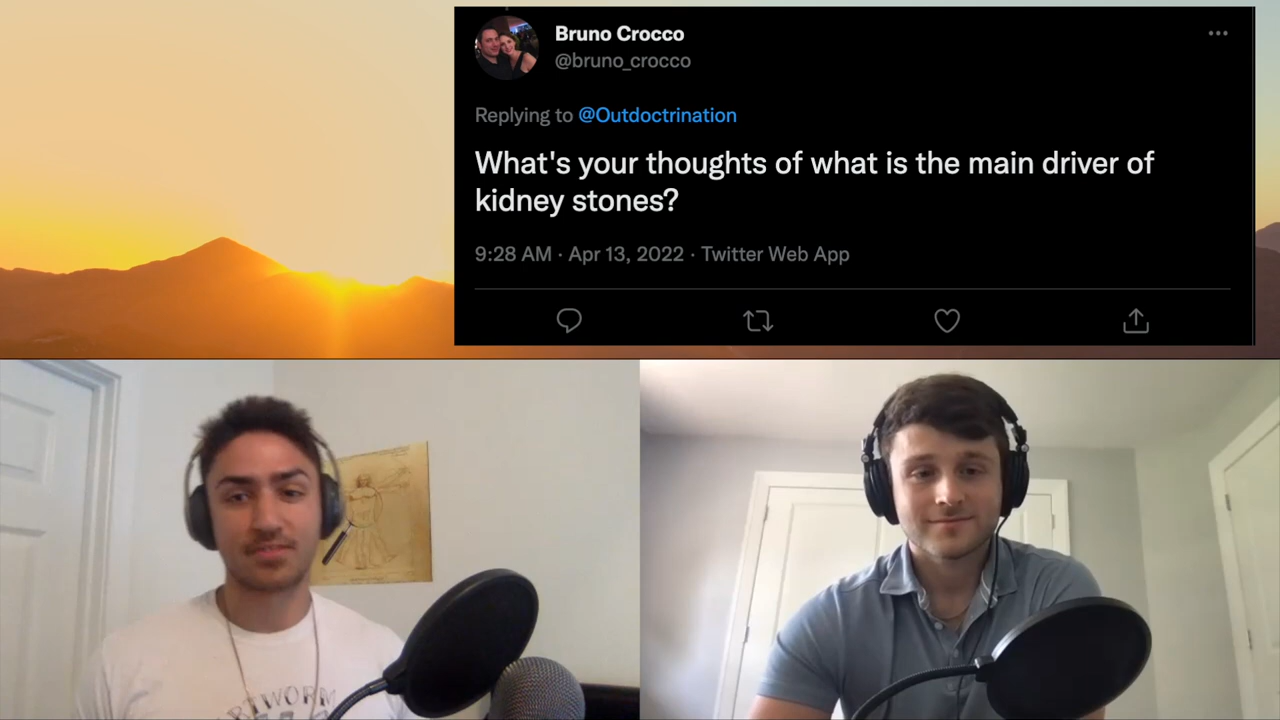 Bruno Crocco
@bruno_crocco
Replying to @Outdoctrination
What's your thoughts of what is the main driver of
kidney stones?
9:28 AM · Apr 13, 2022 · Twitter Web App